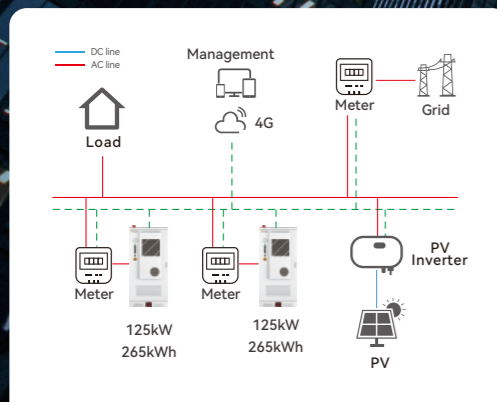 DC line
AC line
Management
4G
Load
Meter
Grid
Meter
125kW
265kWh
Meter
125kW
265kWh
PV
Inverter
PV